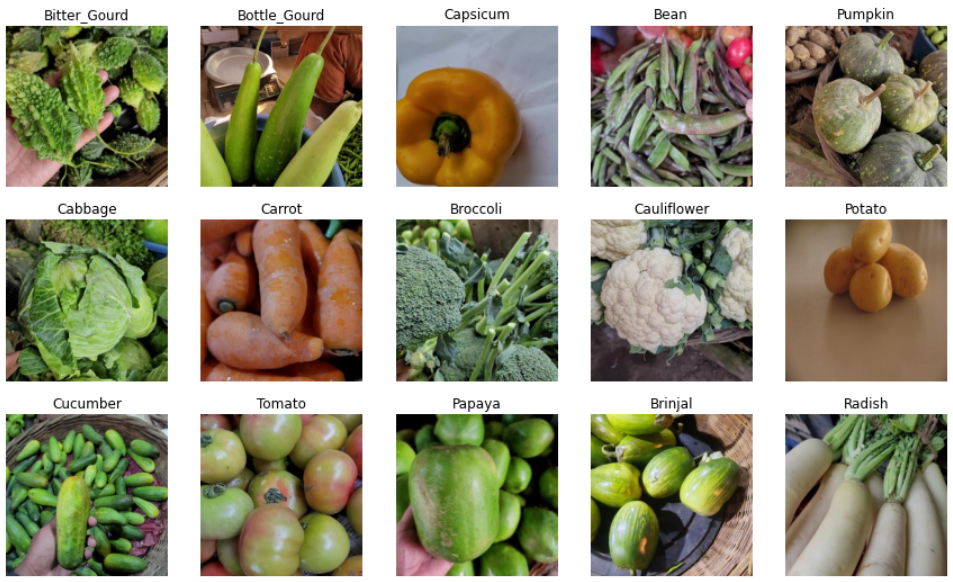 Bitter_Gourd
Bottle_Gourd
Capsicum
Bean
Pumpkin
Cabbage
Carrot
Broccoli
Cauliflower
Potato
Cucumber
Tomato
Papaya
Brinjal
Radish